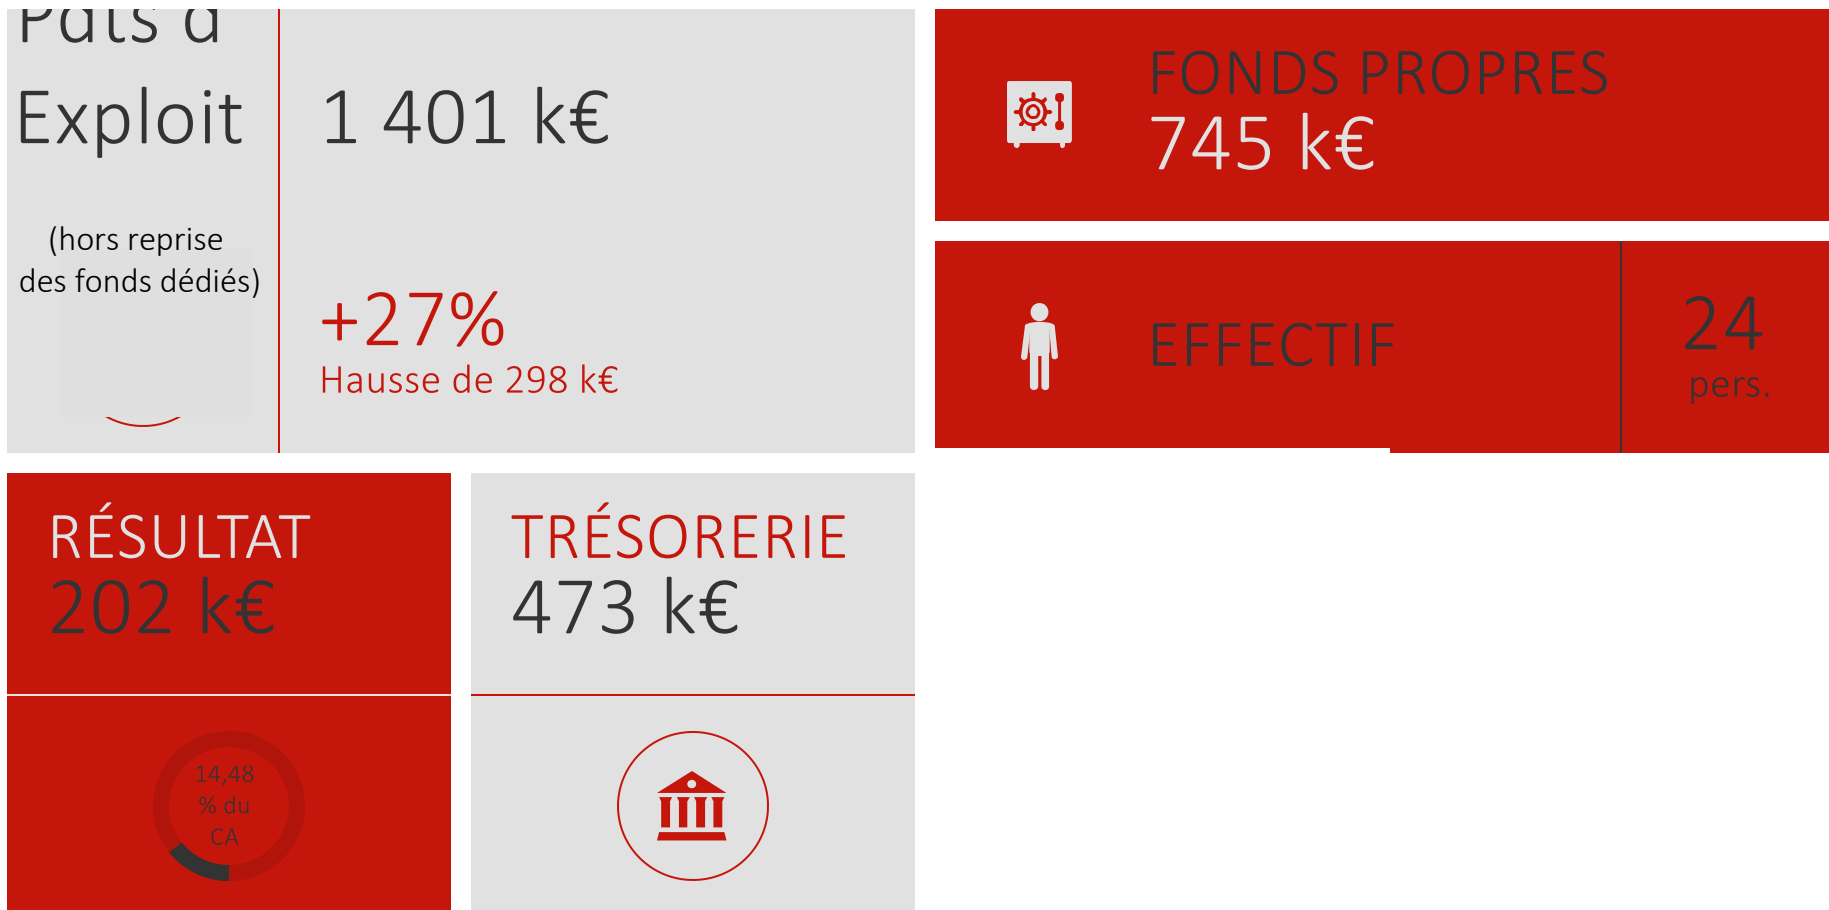 Pdts d
Exploit
(hors reprise
des fonds dédiés)
1 401 k€
+27%
Hausse de 298 k€
FONDS PROPRES
745 k€
EFFECTIF
24
pers.
RÉSULTAT
202 k€
14,48
% du
CA
TRÉSORERIE
473 k€